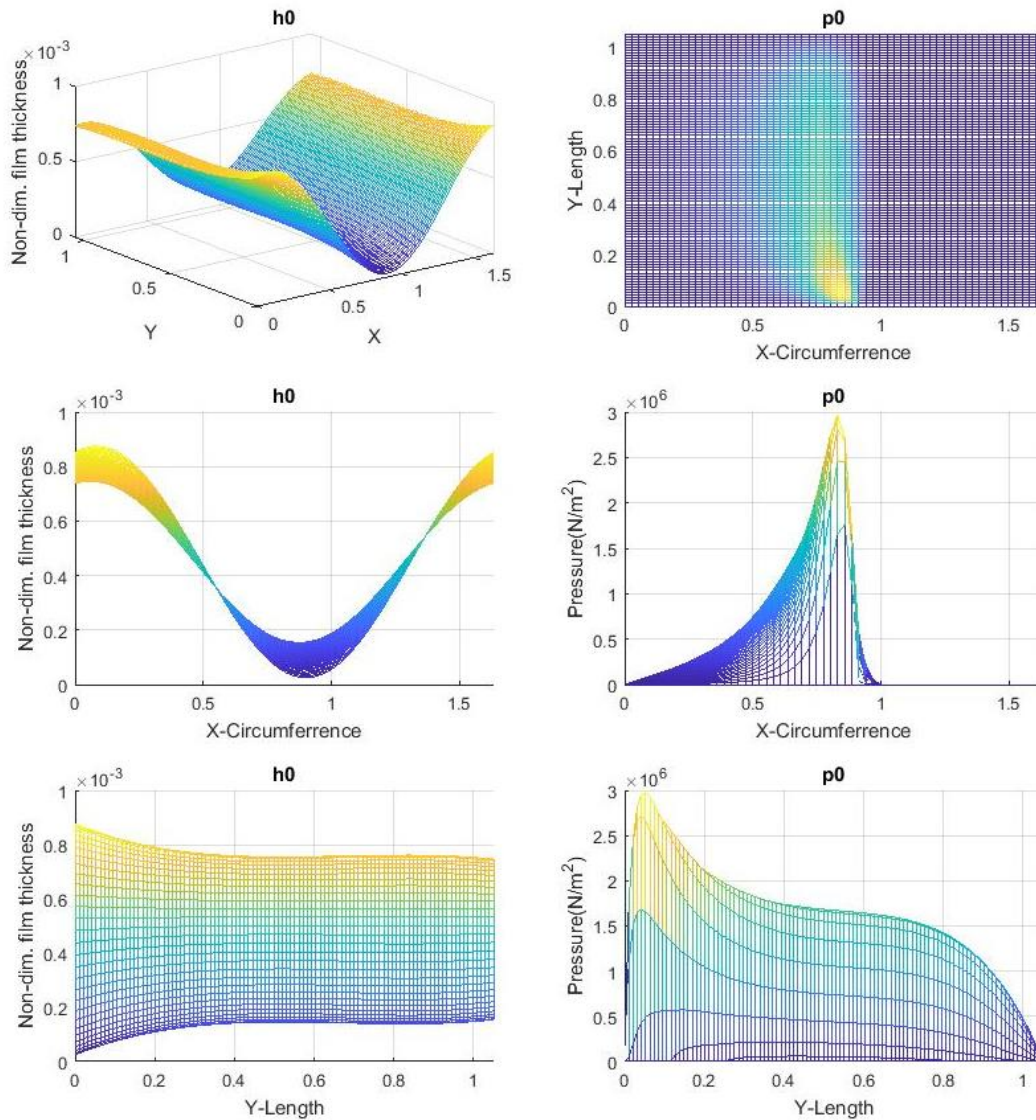 h0
×10⁻³
Non-dim. film thickness
1
0.5
0
1
0.5
0
Y
0
0.5
1
1.5
X
p0
Y-Length
1
0.8
0.6
0.4
0.2
0
0 0.5 1 1.5
X-Circumferrence
h0
×10⁻³
Non-dim. film thickness
1
0.8
0.6
0.4
0.2
0
0 0.5 1 1.5
X-Circumferrence
p0
×10⁶
Pressure(N/m²)
3
2.5
2
1.5
1
0.5
0
0 0.5 1 1.5
X-Circumferrence
h0
×10⁻³
Non-dim. film thickness
1
0.8
0.6
0.4
0.2
0
0 0.2 0.4 0.6 0.8 1
Y-Length
p0
×10⁶
Pressure(N/m²)
3
2.5
2
1.5
1
0.5
0
0 0.2 0.4 0.6 0.8 1
Y-Length